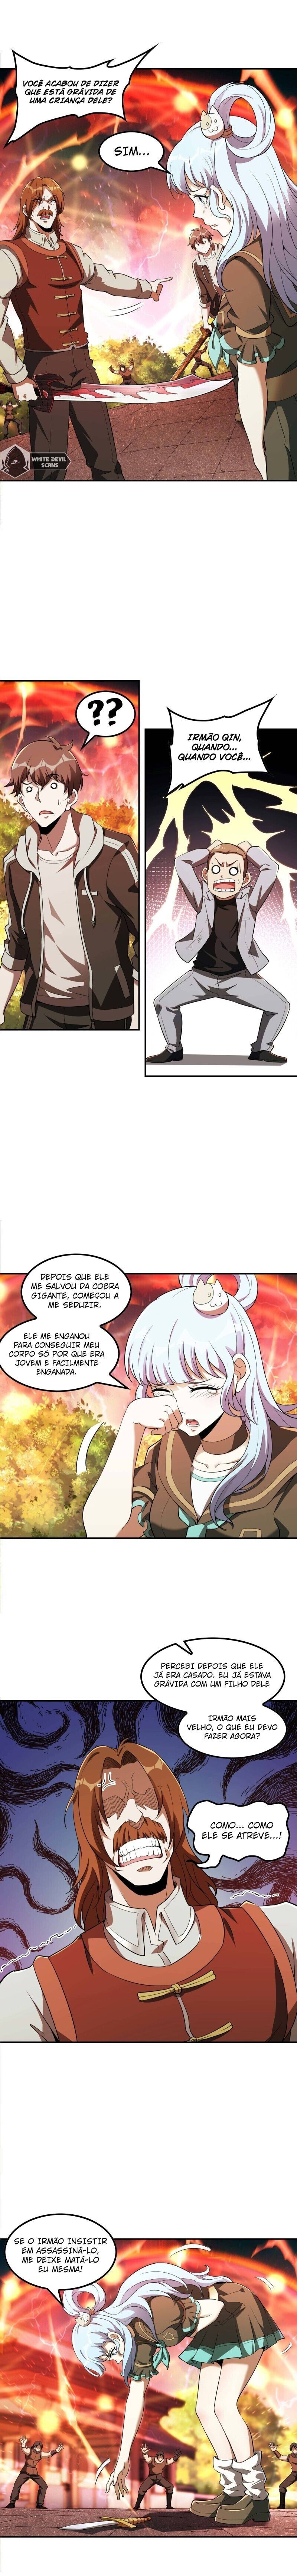 VOCÊ ACABOU DE DIZER
QUE ESTÁ GRÁVIDA DE
UMA CRIANÇA DELE?
SIM...
WHITE DEVIL
SCANS
??
IRMÃO QIN,
QUANDO...
QUANDO VOCÊ...
DEPOIS QUE ELE
ME SALVOU DA COBRA
GIGANTE, COMEÇOU A
ME SEDUZIR.
ELE ME ENGANOU
PARA CONSEGUIR MEU
CORPO SÓ POR QUE ERA
JOVEM E FACILMENTE
ENGANADA.
PERCEBI DEPOIS QUE ELE
JÁ ERA CASADO. EU JÁ ESTAVA
GRÁVIDA COM UM FILHO DELE
IRMÃO MAIS
VELHO, O QUE EU DEVO
FAZER AGORA?
COMO... COMO
ELE SE ATREVE...!
SE O IRMÃO INSISTIR
EM ASSASSINÁ-LO,
ME DEIXE MATÁ-LO
EU MESMA!